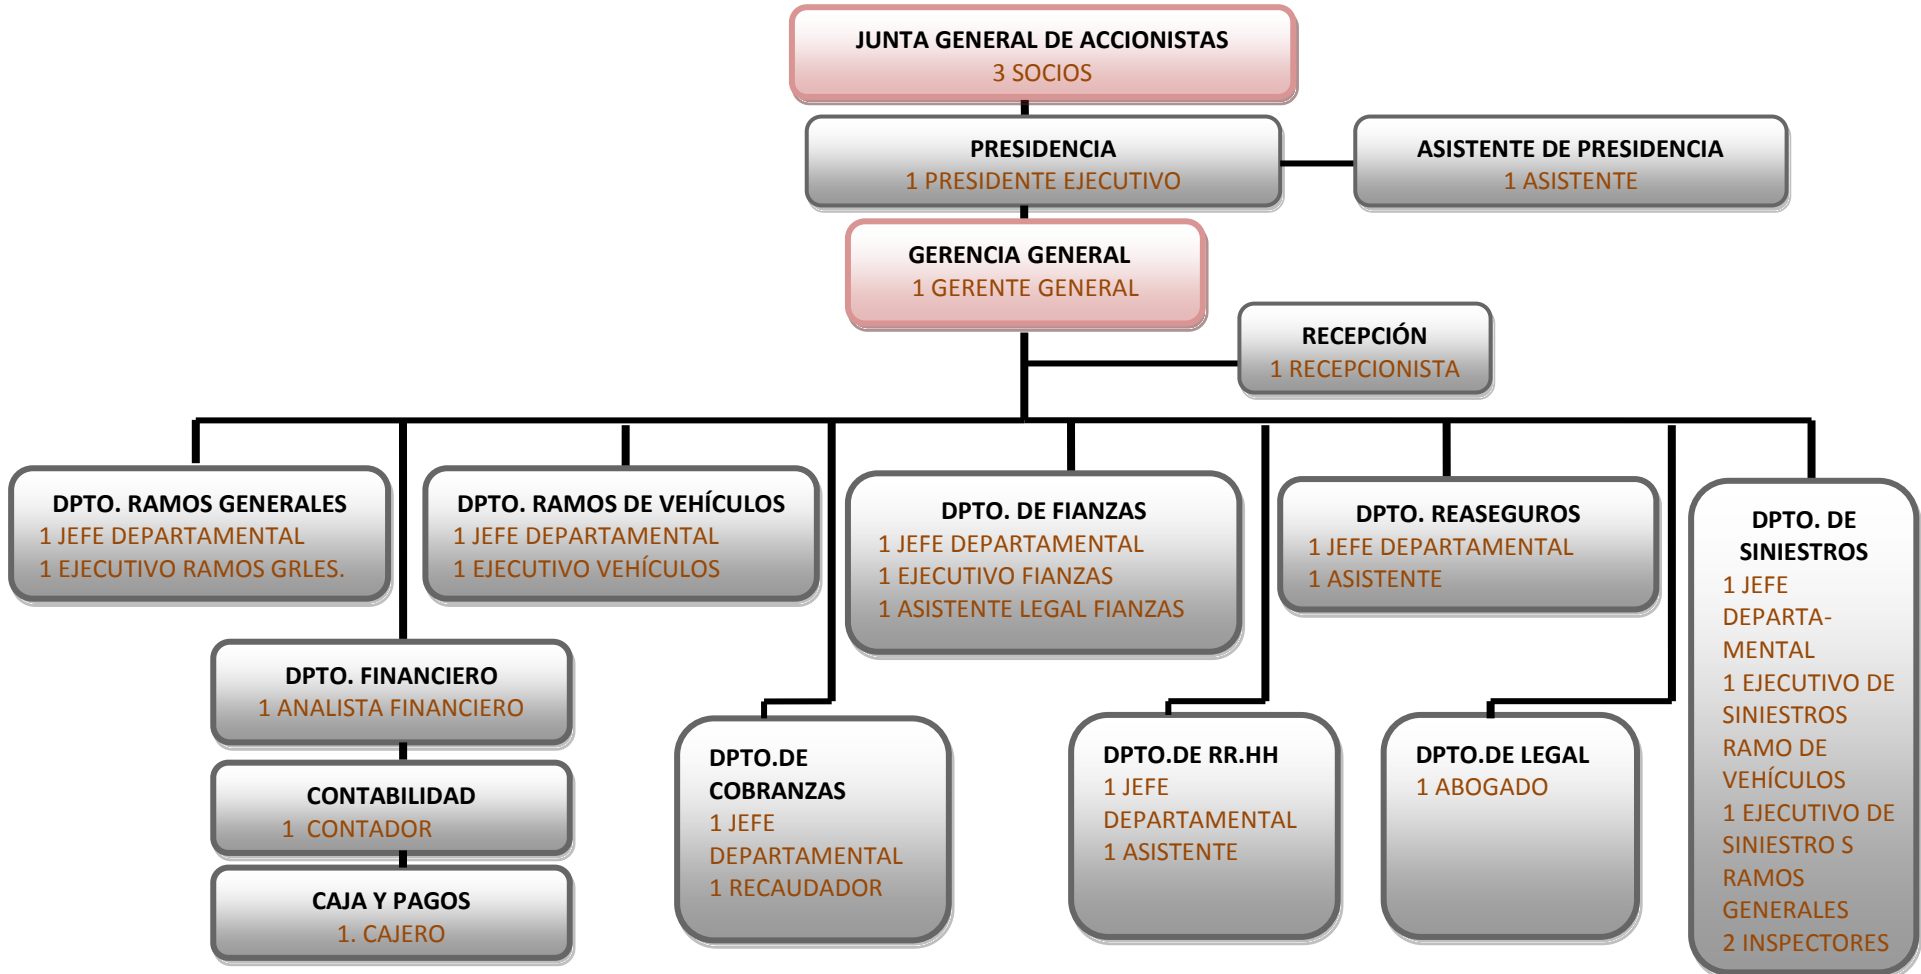 JUNTA GENERAL DE ACCIONISTAS
3 SOCIOS
PRESIDENCIA
1 PRESIDENTE EJECUTIVO
ASISTENTE DE PRESIDENCIA
1 ASISTENTE
GERENCIA GENERAL
1 GERENTE GENERAL
RECEPCIÓN
1 RECEPCIONISTA
DPTO. RAMOS GENERALES
1 JEFE DEPARTAMENTAL
1 EJECUTIVO RAMOS GRLES.
DPTO. RAMOS DE VEHÍCULOS
1 JEFE DEPARTAMENTAL
1 EJECUTIVO VEHÍCULOS
DPTO. DE FIANZAS
1 JEFE DEPARTAMENTAL
1 EJECUTIVO FIANZAS
1 ASISTENTE LEGAL FIANZAS
DPTO. REASEGUROS
1 JEFE DEPARTAMENTAL
1 ASISTENTE
DPTO. DE
SINIESTROS
1 JEFE
DEPARTA-
MENTAL
1 EJECUTIVO DE
SINIESTROS
RAMO DE
VEHÍCULOS
1 EJECUTIVO DE
SINIESTRO S
RAMOS
GENERALES
2 INSPECTORES
DPTO. FINANCIERO
1 ANALISTA FINANCIERO
CONTABILIDAD
1 CONTADOR
CAJA Y PAGOS
1. CAJERO
DPTO.DE
COBRANZAS
1 JEFE
DEPARTAMENTAL
1 RECAUDADOR
DPTO.DE RR.HH
1 JEFE
DEPARTAMENTAL
1 ASISTENTE
DPTO.DE LEGAL
1 ABOGADO